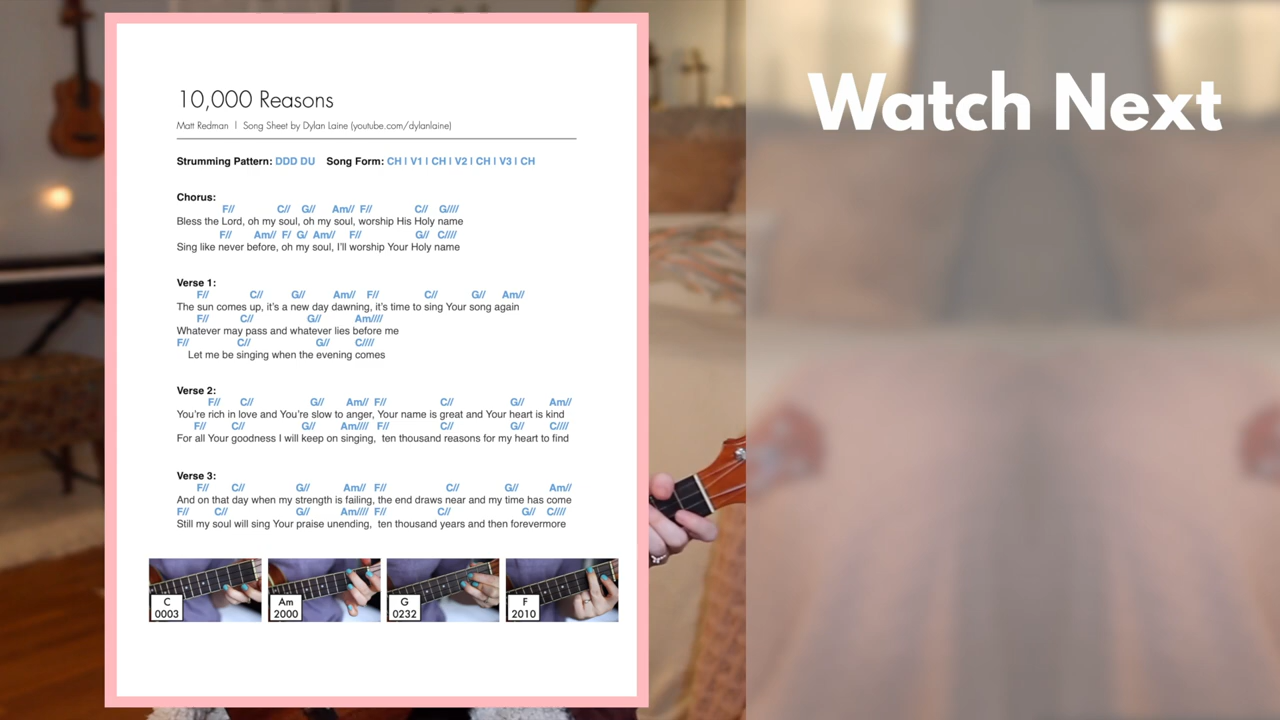 10,000 Reasons
Matt Redman | Song Sheet by Dylan Laine (youtube.com/dylanlaine)
Strumming Pattern: DDD DU Song Form: CH | V1 | CH | V2 | CH | V3 | CH
Chorus:
F// C// G// Am// F// C// G////
Bless the Lord, oh my soul, oh my soul, worship His Holy name
F// Am// F/ G/ Am// F// G// C////
Sing like never before, oh my soul, I'll worship Your Holy name
Verse 1:
F// C// G// Am// F// C// G// Am//
The sun comes up, it's a new day dawning, it's time to sing Your song again
F// C// G// Am////
Whatever may pass and whatever lies before me
F// C// G// C////
Let me be singing when the evening comes
Verse 2:
F// C// G// Am// F// C// G// Am//
You're rich in love and You're slow to anger, Your name is great and Your heart is kind
F// C// G// Am//// F// C// G// C////
For all Your goodness I will keep on singing, ten thousand reasons for my heart to find
Verse 3:
F// C// G// Am// F// C// G// Am//
And on that day when my strength is failing, the end draws near and my time has come
F// C// G// Am//// F// C// G// C////
Still my soul will sing Your praise unending, ten thousand years and then forevermore
C
0003
Am
2000
G
0232
F
2010
Watch Next